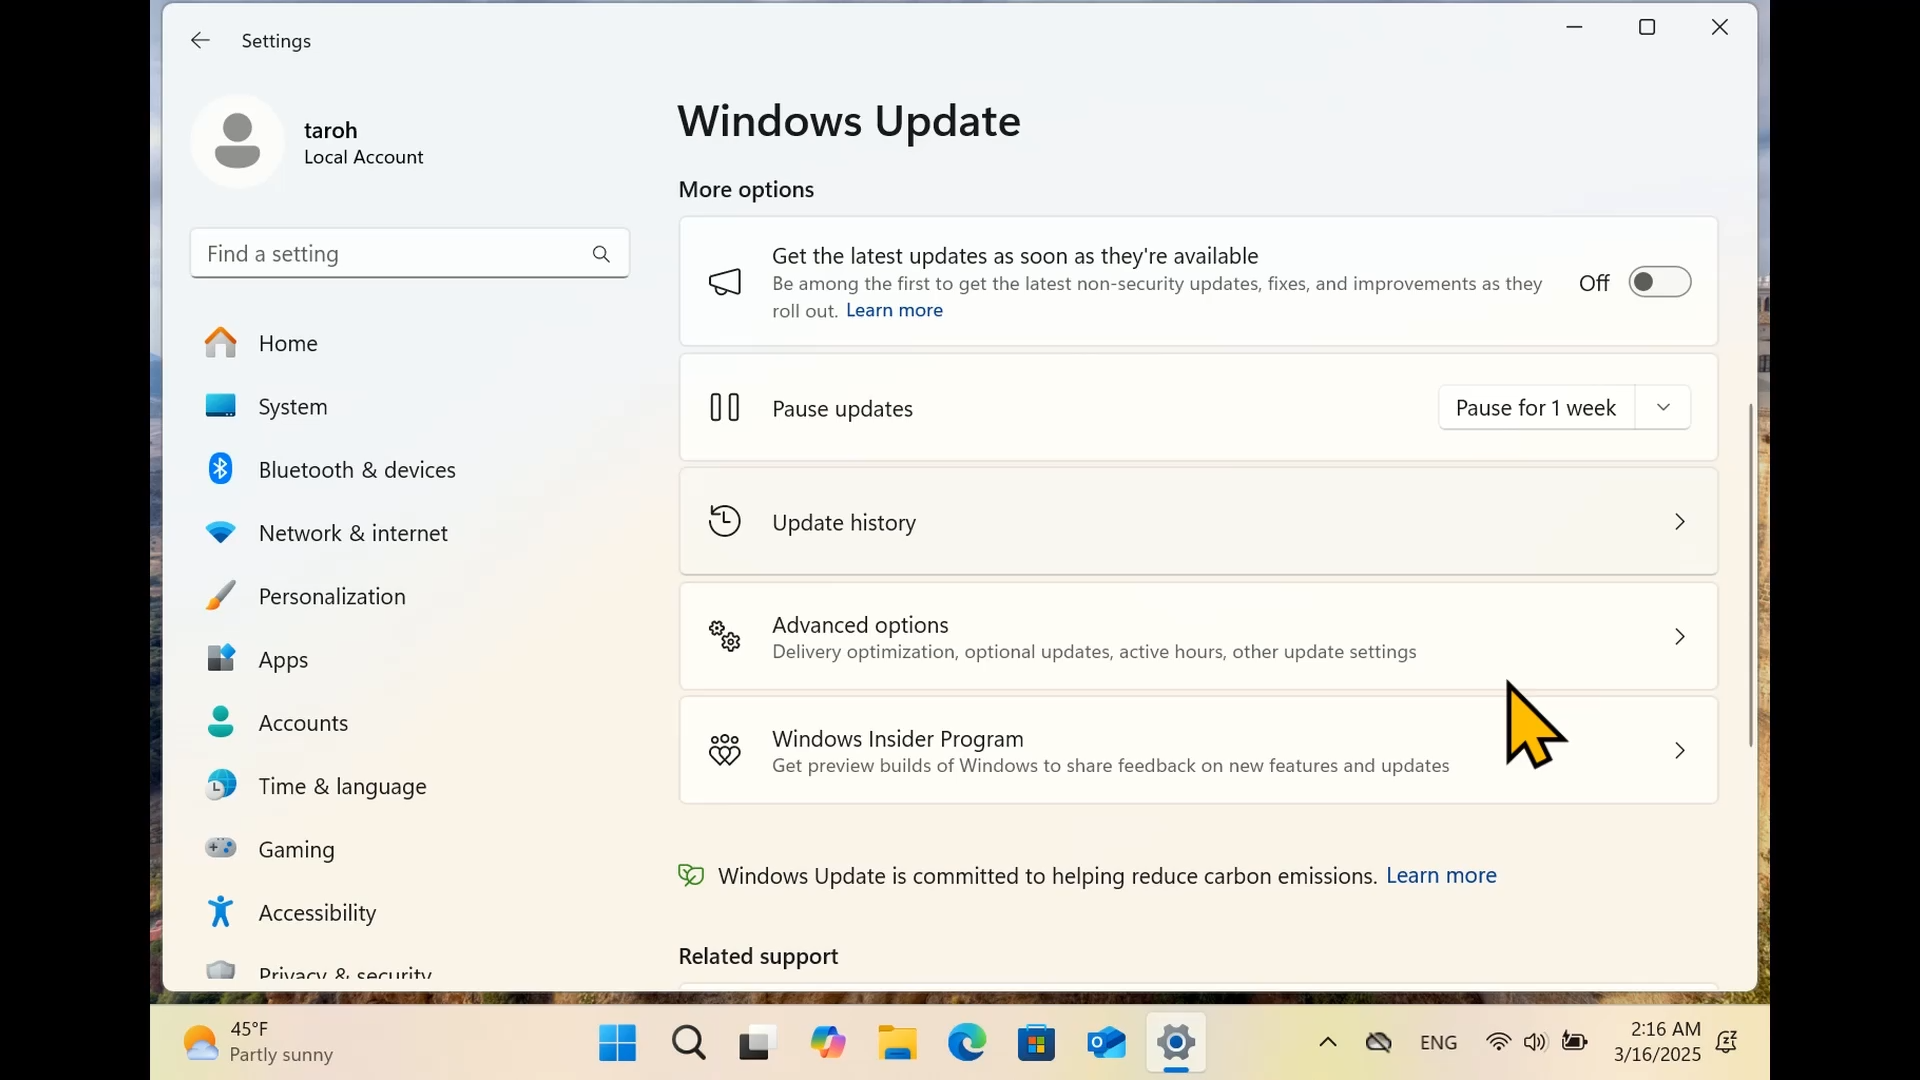 Settings
taroh
Local Account
Find a setting
Home
System
Bluetooth & devices
Network & internet
Personalization
Apps
Accounts
Time & language
Gaming
Accessibility
Privacy & security
Windows Update
More options
Get the latest updates as soon as they're available
Be among the first to get the latest non-security updates, fixes, and improvements as they
roll out. Learn more
Off
Pause updates
Pause for 1 week
Update history
Advanced options
Delivery optimization, optional updates, active hours, other update settings
Windows Insider Program
Get preview builds of Windows to share feedback on new features and updates
Windows Update is committed to helping reduce carbon emissions. Learn more
Related support
45°F
Partly sunny
ENG
2:16 AM
3/16/2025